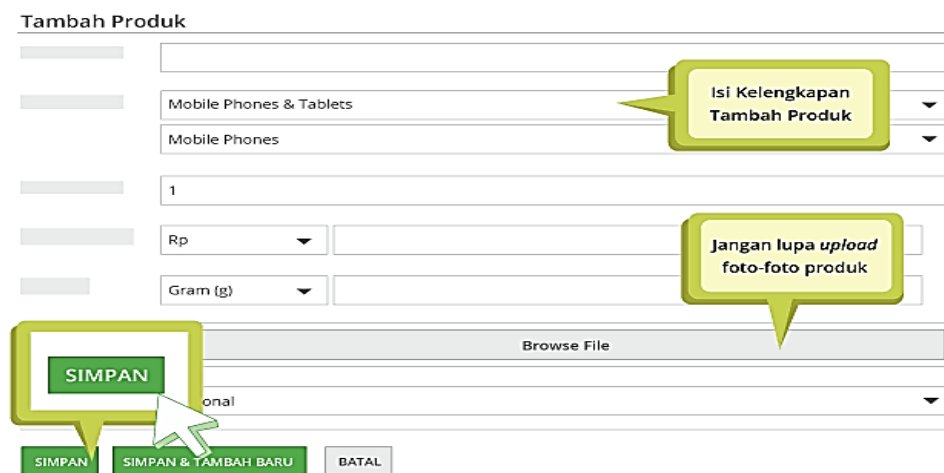 Tambah Produk
Mobile Phones & Tablets
Isi Kelengkapan
Tambah Produk
Mobile Phones
1
Rp
Jangan lupa upload
foto-foto produk
Gram (g)
Browse File
SIMPAN
onal
SIMPAN
SIMPAN & TAMBAH BARU
BATAL